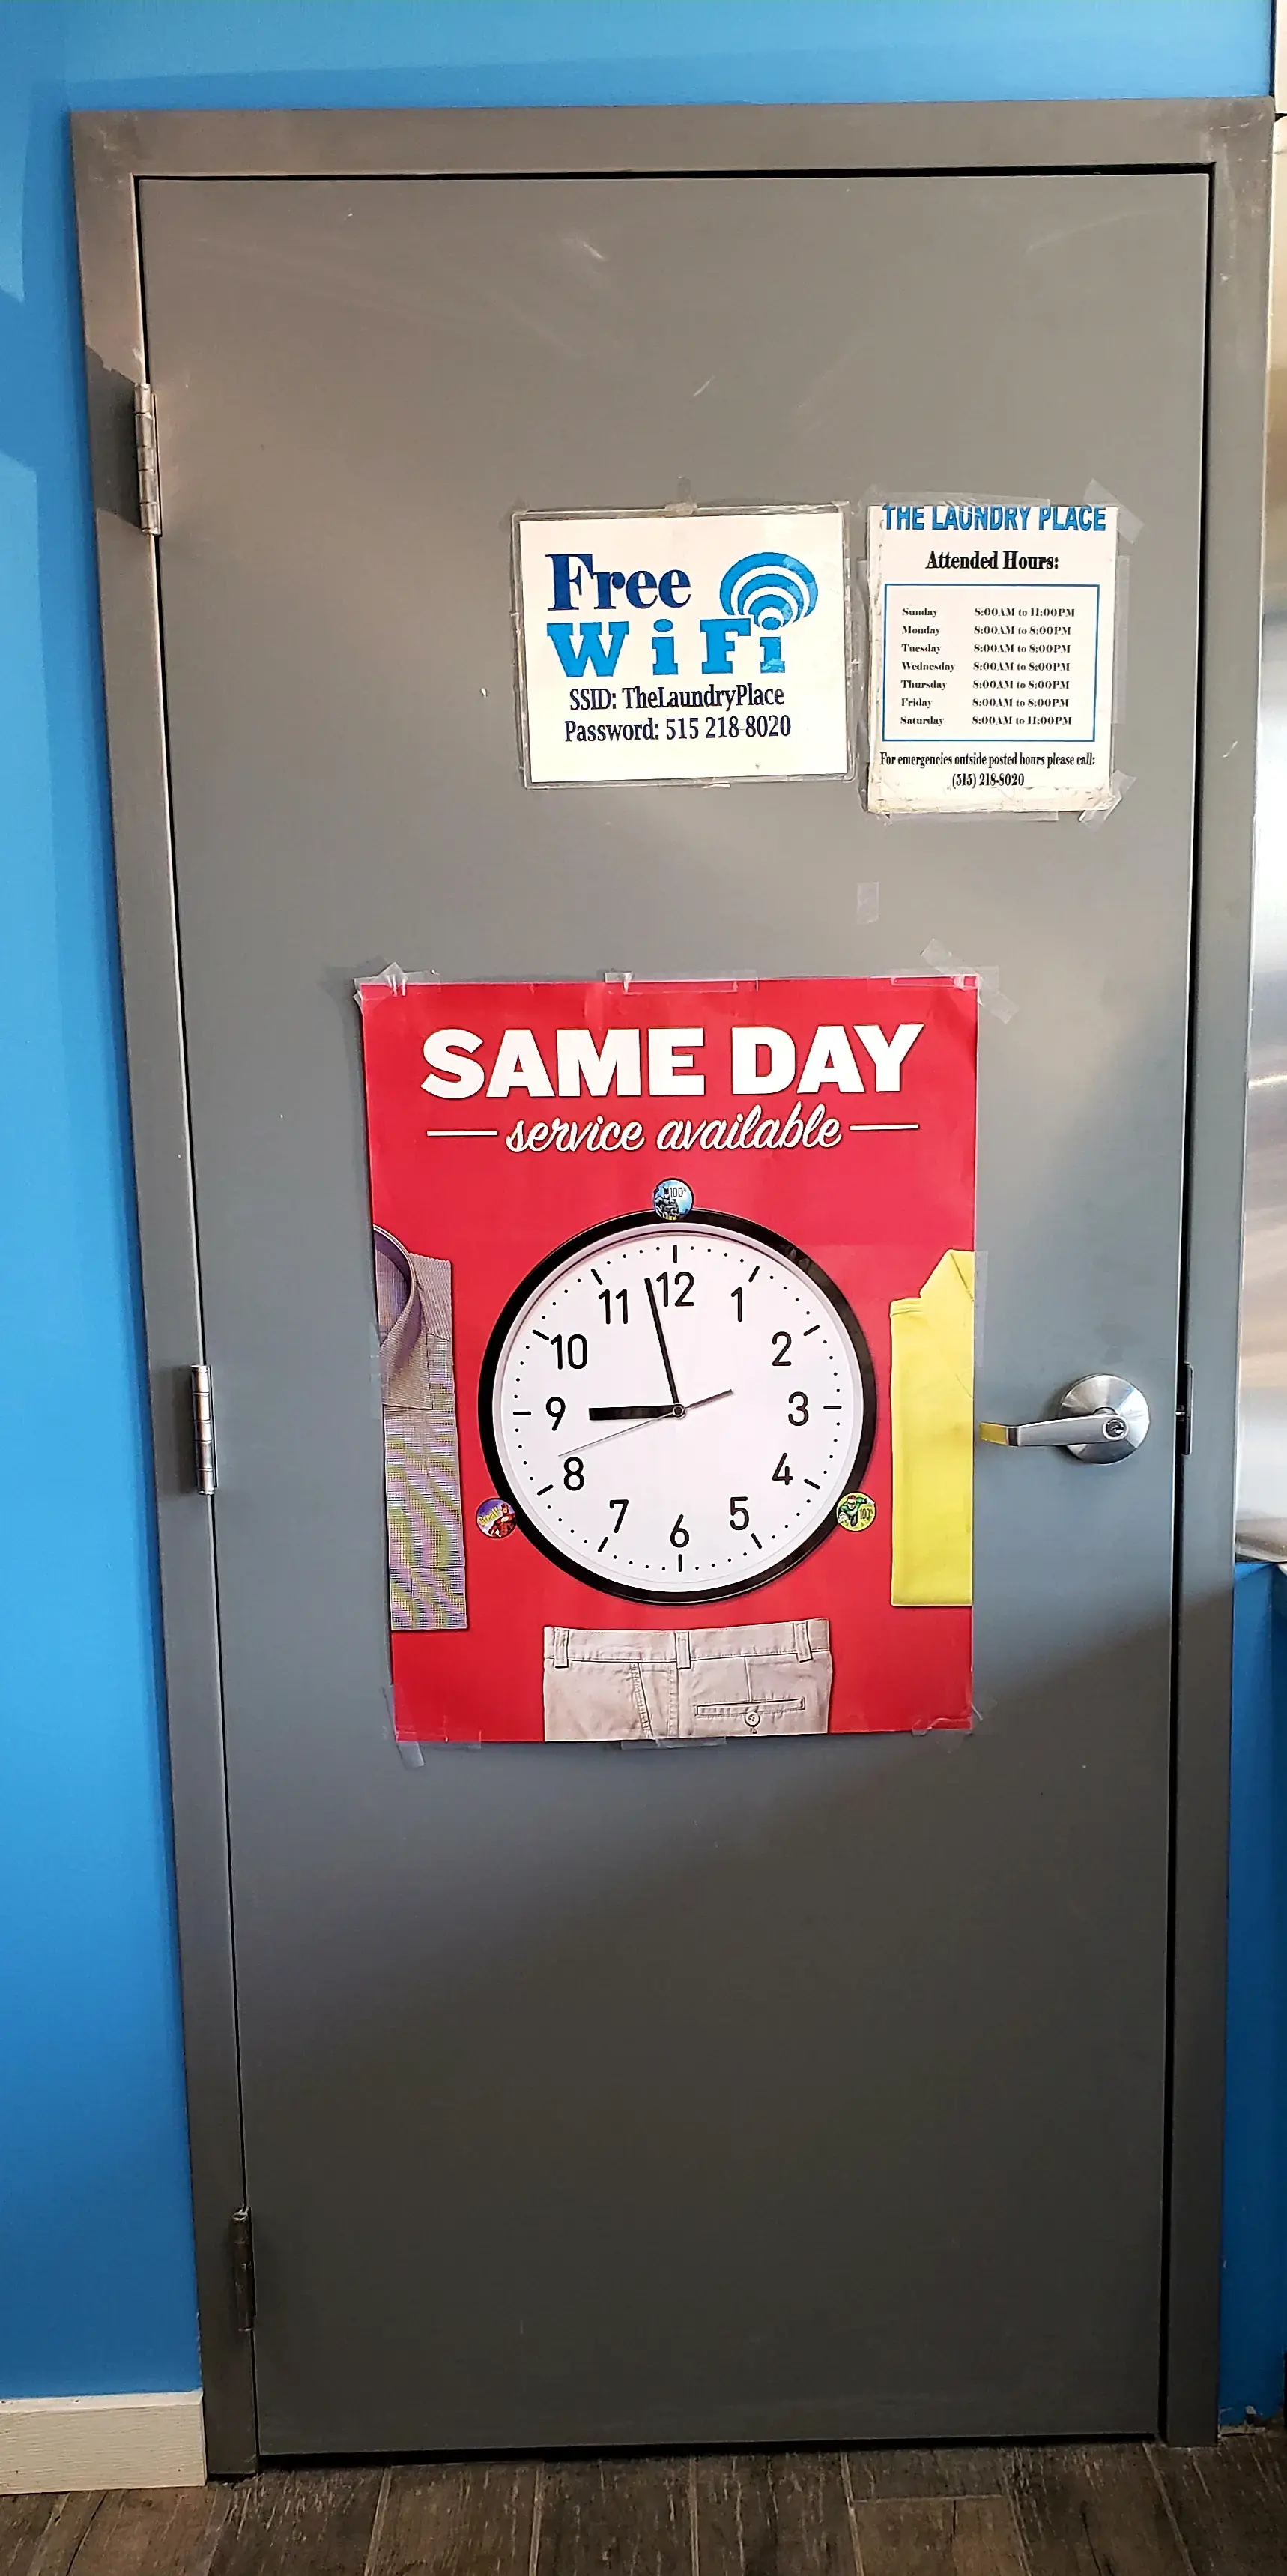 Free
WiFi
SSID: TheLaundryPlace
Password: 515 218-8020
THE LAUNDRY PLACE
Attended Hours:
Sunday 8:00AM to 11:00PM
Monday 8:00AM to 8:00PM
Tuesday 8:00AM to 8:00PM
Wednesday 8:00AM to 8:00PM
Thursday 8:00AM to 8:00PM
Friday 8:00AM to 8:00PM
Saturday 8:00AM to 11:00PM
For emergencies outside posted hours please call:
(515) 218-8020
SAME DAY
service available
100%
12
11
1
10
2
9
3
8
4
7
5
6
100%